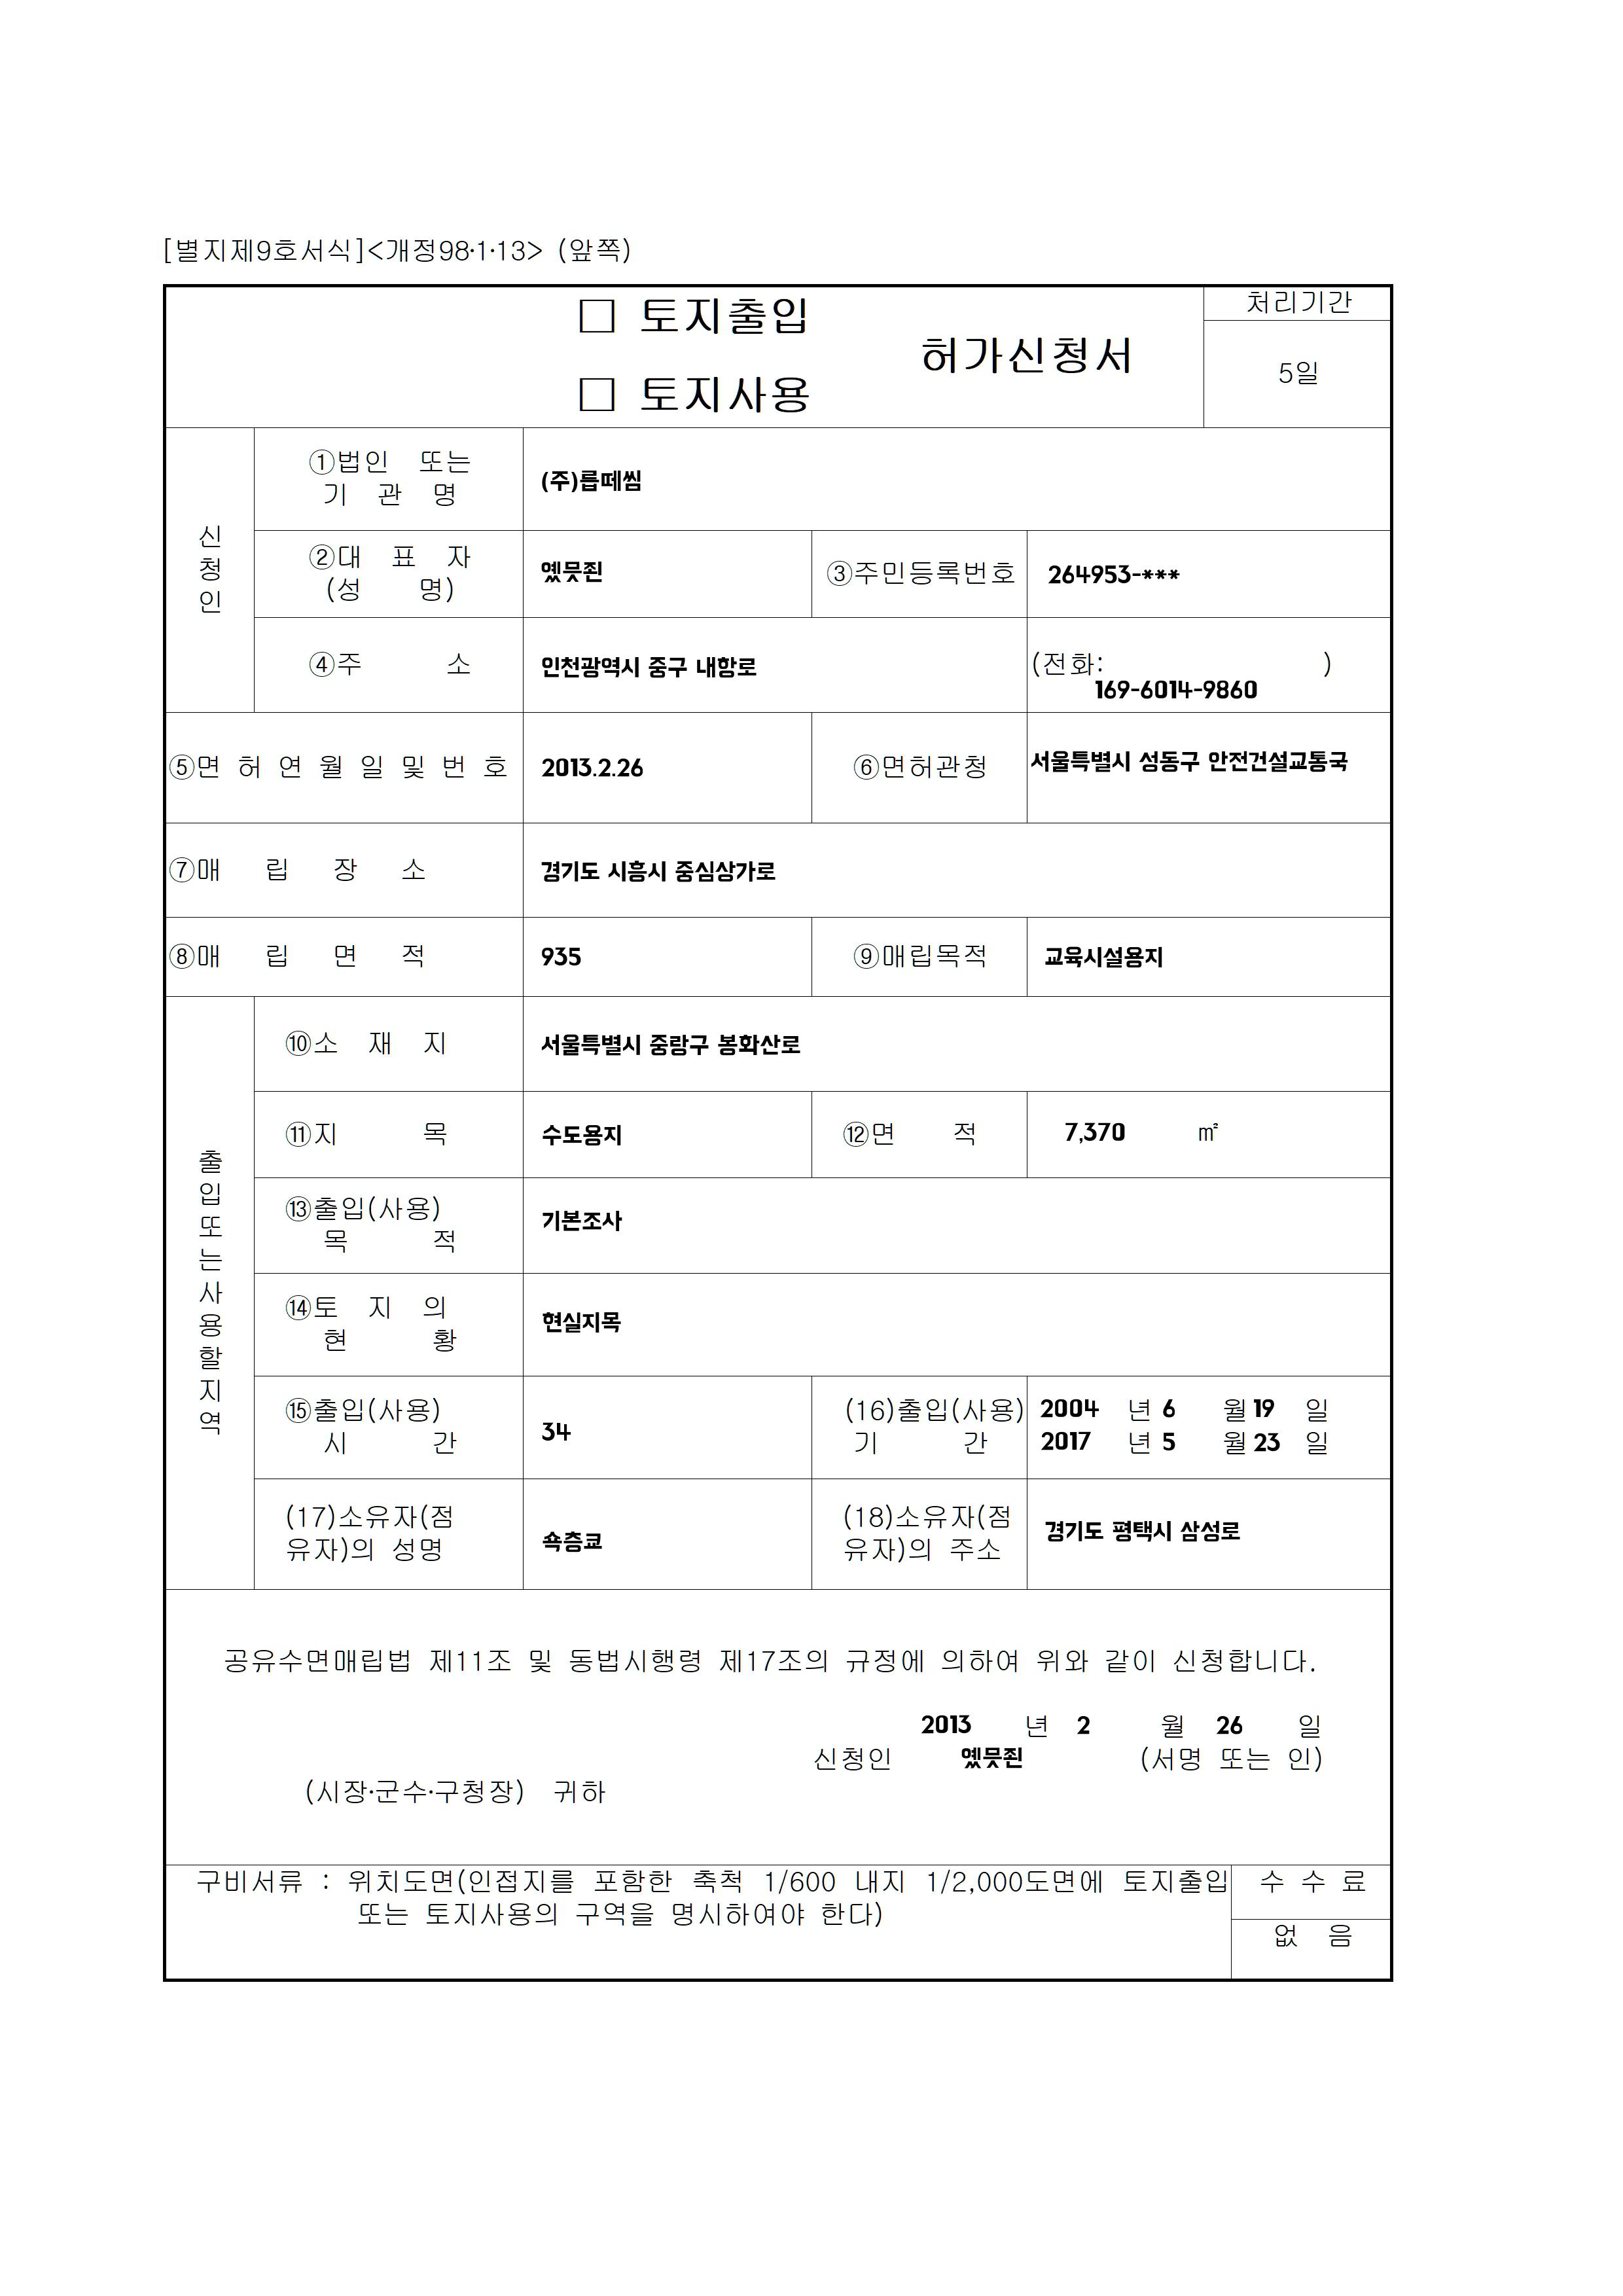 [별지제9호서식]<개정98·1·13> (앞쪽)
□ 토지출입
허가신청서
□ 토지사용
처리기간
5일
신청인
①법인 또는 기 관 명
(주)릅떼씸
②대 표 자 (성 명)
옜믓죈
③주민등록번호
264953-***
④주 소
인천광역시 중구 내항로
(전화: 169-6014-9860 )
⑤면 허 연 월 일 및 번 호
2013.2.26
⑥면허관청
서울특별시 성동구 안전건설교통국
⑦매 립 장 소
경기도 시흥시 중심상가로
⑧매 립 면 적
935
⑨매립목적
교육시설용지
출입또는사용할지역
⑩소 재 지
서울특별시 중랑구 봉화산로
⑪지 목
수도용지
⑫면 적
7,370 ㎡
⑬출입(사용) 목 적
기본조사
⑭토 지 의 현 황
현실지목
⑮출입(사용) 시 간
34
(16)출입(사용) 기 간
2004 년 6 월 19 일
2017 년 5 월 23 일
(17)소유자(점유자)의 성명
쇽층쿄
(18)소유자(점유자)의 주소
경기도 평택시 삼성로
공유수면매립법 제11조 및 동법시행령 제17조의 규정에 의하여 위와 같이 신청합니다.
2013 년 2 월 26 일
신청인 옜믓죈 (서명 또는 인)
(시장·군수·구청장) 귀하
구비서류 : 위치도면(인접지를 포함한 축척 1/600 내지 1/2,000도면에 토지출입
또는 토지사용의 구역을 명시하여야 한다)
수 수 료
없 음